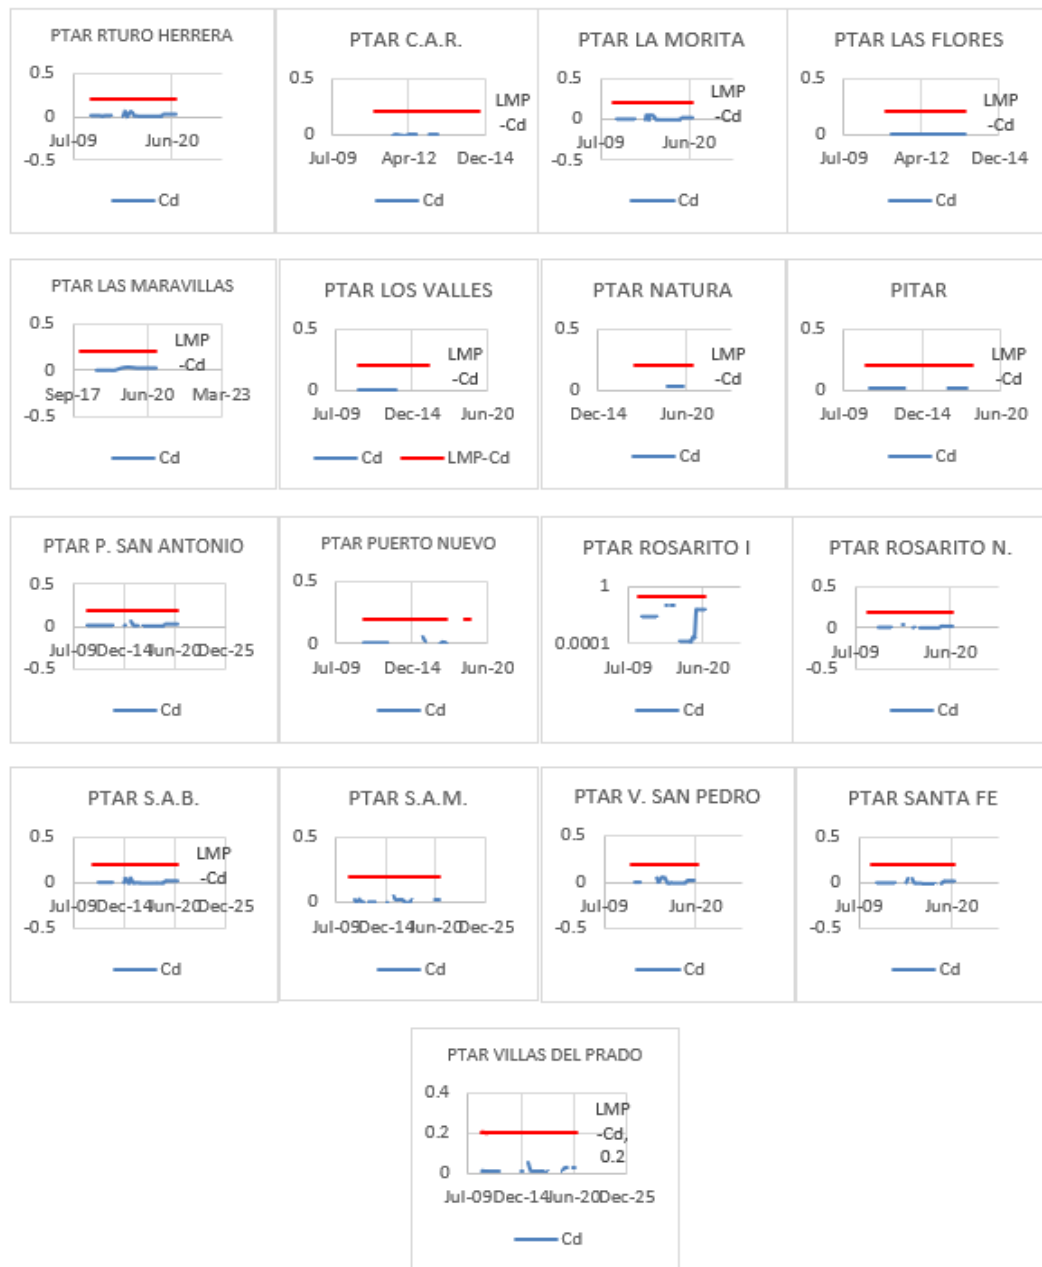 PTAR RTURO HERRERA
0.5
0
-0.5
Jul-09
Jun-20
Cd
PTAR C.A.R.
0.5
0
LMP
-Cd
Jul-09
Apr-12
Dec-14
Cd
PTAR LA MORITA
0.5
0
-0.5
LMP
-Cd
Jul-09
Jun-20
Cd
PTAR LAS FLORES
0.5
0
LMP
-Cd
Jul-09
Apr-12
Dec-14
Cd
PTAR LAS MARAVILLAS
0.5
0
-0.5
LMP
-Cd
Sep-17
Jun-20
Mar-23
Cd
PTAR LOS VALLES
0.5
0
LMP
-Cd
Jul-09
Dec-14
Jun-20
Cd
LMP-Cd
PTAR NATURA
0.5
0
LMP
-Cd
Dec-14
Jun-20
Cd
PITAR
0.5
0
Jul-09
Dec-14
Jun-20
Cd
PTAR P. SAN ANTONIO
0.5
0
-0.5
Jul-09
Dec-14
Jun-20
Dec-25
Cd
PTAR PUERTO NUEVO
0.5
0
Jul-09
Dec-14
Jun-20
Cd
PTAR ROSARITO I
1
0.0001
Jul-09
Jun-20
Cd
PTAR ROSARITO N.
0.5
0
-0.5
Jul-09
Jun-20
Cd
PTAR S.A.B.
0.5
0
-0.5
LMP
-Cd
Jul-09
Dec-14
Jun-20
Dec-25
Cd
PTAR S.A.M.
0.5
0
Jul-09
Dec-14
Jun-20
Dec-25
Cd
PTAR V. SAN PEDRO
0.5
0
-0.5
Jul-09
Jun-20
Cd
PTAR SANTA FE
0.5
0
-0.5
Jul-09
Jun-20
Cd
PTAR VILLAS DEL PRADO
0.4
0.2
0
LMP
-Cd,
0.2
Jul-09
Dec-14
Jun-20
Dec-25
Cd